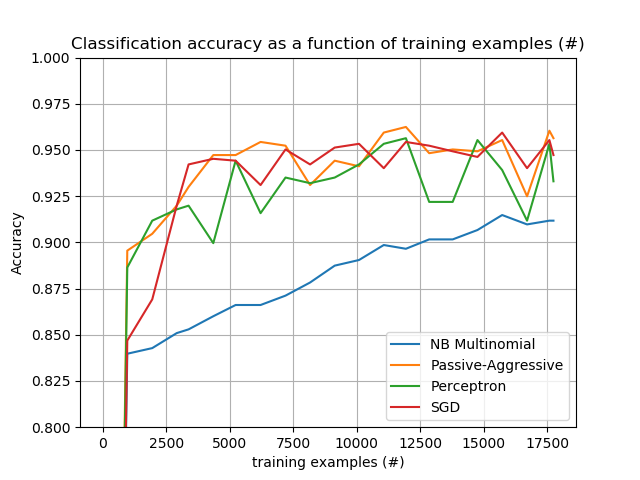 Classification accuracy as a function of training examples (#)
1.000
0.975
0.950
0.925
0.900
0.875
0.850
0.825
0.800
Accuracy
NB Multinomial
Passive-Aggressive
Perceptron
SGD
0 2500 5000 7500 10000 12500 15000 17500
training examples (#)